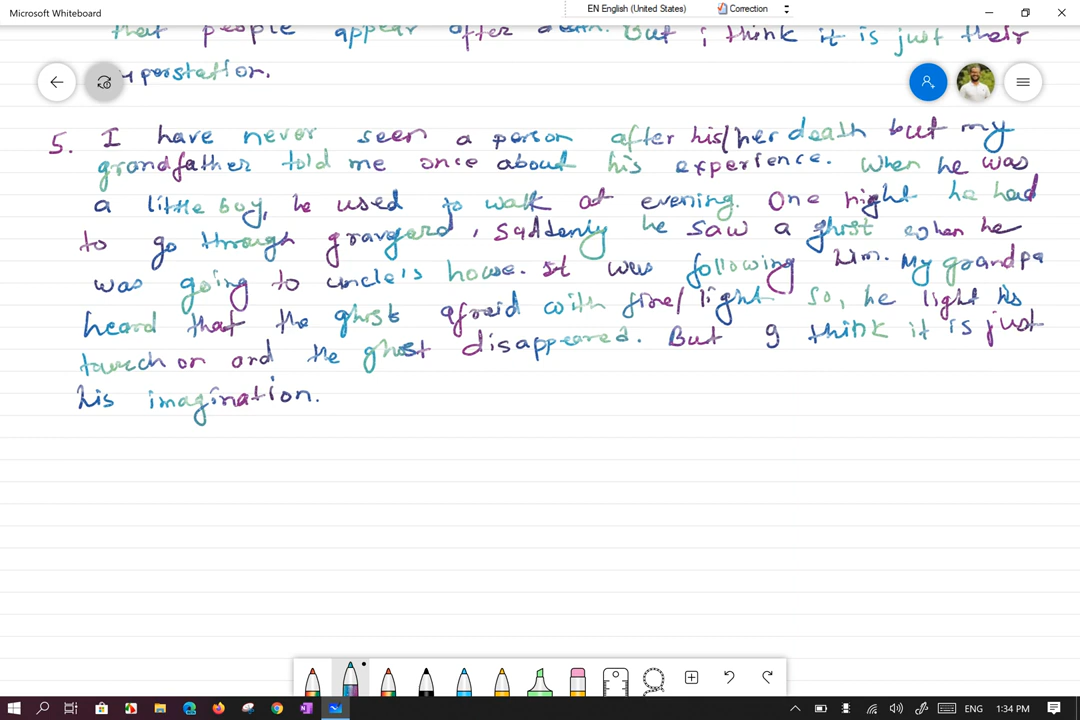 Microsoft Whiteboard
EN English (United States)
Correction
that people appear after death. But i think it is just their
perstation.
5. I have never seen a person after his/her death but my
grandfather told me once about his experience. When he was
a little boy, he used to walk at evening. One night he had
to go through gravyard, suddenly he saw a ghost when he
was going to uncle's house. It was following him. My grandpa
heard that the ghost afreid with fire/light. So, he light his
tourch on and the ghost disappeared. But I think it is just
his imagination.
ENG
1:34 PM